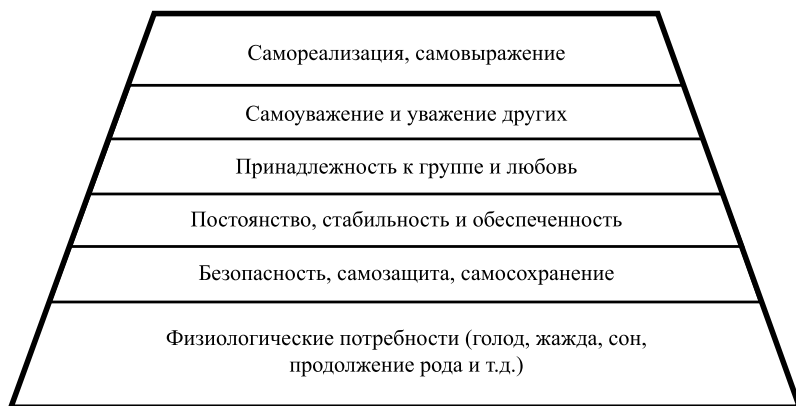 Самореализация, самовыражение
Самоуважение и уважение других
Принадлежность к группе и любовь
Постоянство, стабильность и обеспеченность
Безопасность, самозащита, самосохранение
Физиологические потребности (голод, жажда, сон,
продолжение рода и т.д.)